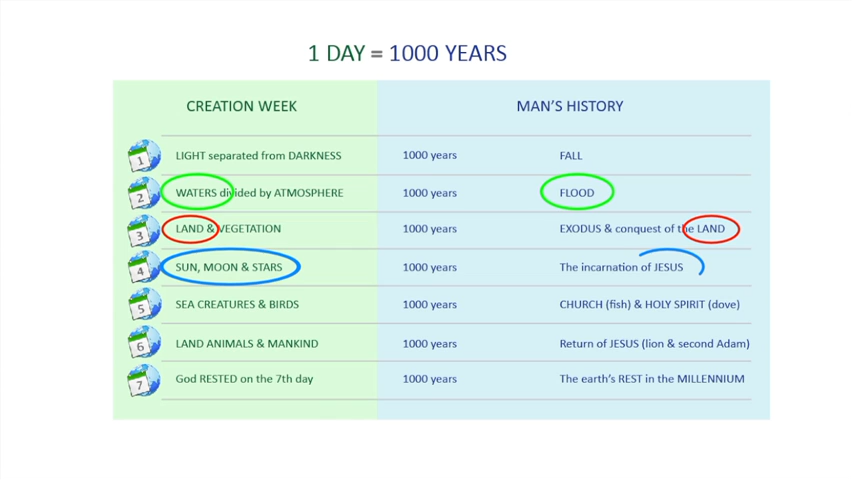 1 DAY = 1000 YEARS
CREATION WEEK MAN'S HISTORY
1 LIGHT separated from DARKNESS 1000 years FALL
2 WATERS divided by ATMOSPHERE 1000 years FLOOD
3 LAND & VEGETATION 1000 years EXODUS & conquest of the LAND
4 SUN, MOON & STARS 1000 years The incarnation of JESUS
5 SEA CREATURES & BIRDS 1000 years CHURCH (fish) & HOLY SPIRIT (dove)
6 LAND ANIMALS & MANKIND 1000 years Return of JESUS (lion & second Adam)
7 God RESTED on the 7th day 1000 years The earth's REST in the MILLENNIUM